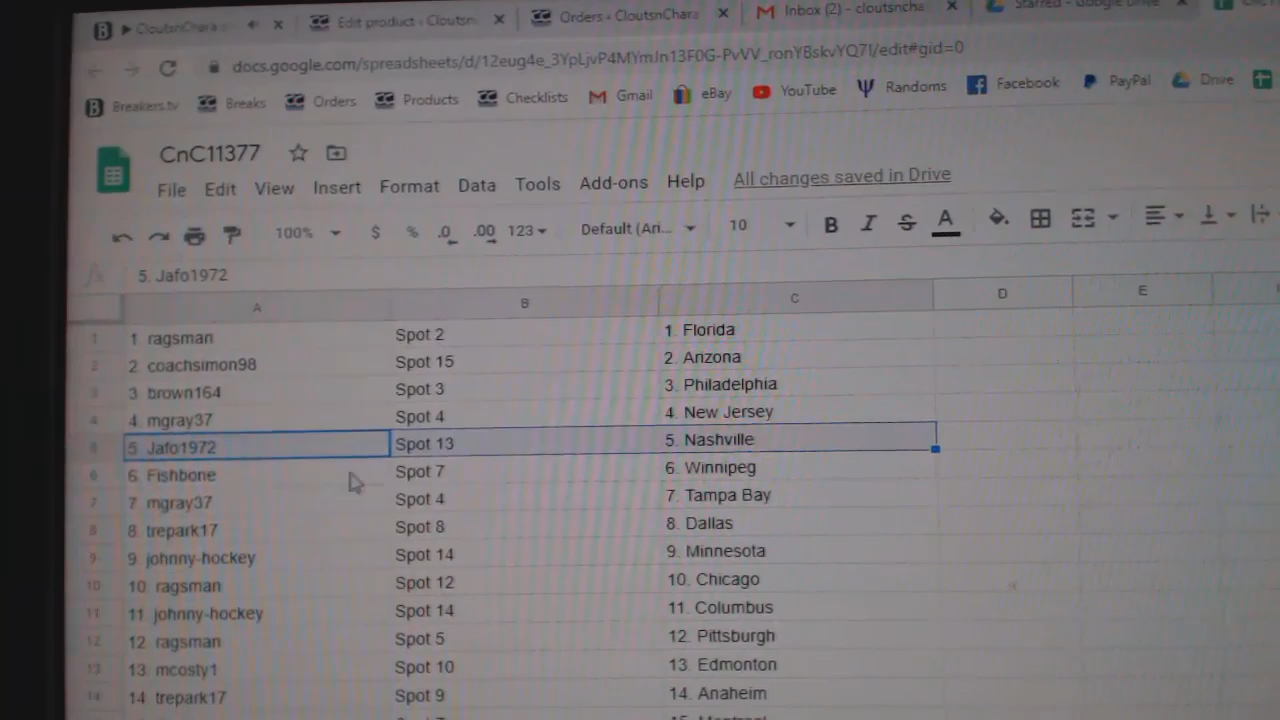 CloutsnChara
Edit product ‹ Cloutsn
Orders ‹ CloutsnChara
Inbox (2) - cloutsncha
Starred - Google Drive
docs.google.com/spreadsheets/d/12eug4e_3YpLjvP4MYmJn13F0G-PvVV_ronYBskvYQ7I/edit#gid=0
Breakers.tv Breaks Orders Products Checklists Gmail eBay YouTube Randoms Facebook PayPal Drive
CnC11377
File Edit View Insert Format Data Tools Add-ons Help All changes saved in Drive
100% $ % .0 .00 123 Default (Ari... 10 B I S A
fx 5. Jafo1972
A B C D E
1 1 ragsman Spot 2 1. Florida
2 2 coachsimon98 Spot 15 2. Arizona
3 3 brown164 Spot 3 3. Philadelphia
4 4 mgray37 Spot 4 4. New Jersey
5 5 Jafo1972 Spot 13 5. Nashville
6 6 Fishbone Spot 7 6. Winnipeg
7 7 mgray37 Spot 4 7. Tampa Bay
8 8 trepark17 Spot 8 8. Dallas
9 9 johnny-hockey Spot 14 9. Minnesota
10 10 ragsman Spot 12 10. Chicago
11 11 johnny-hockey Spot 14 11. Columbus
12 12 ragsman Spot 5 12. Pittsburgh
13 13 mcosty1 Spot 10 13. Edmonton
14 14 trepark17 Spot 9 14. Anaheim